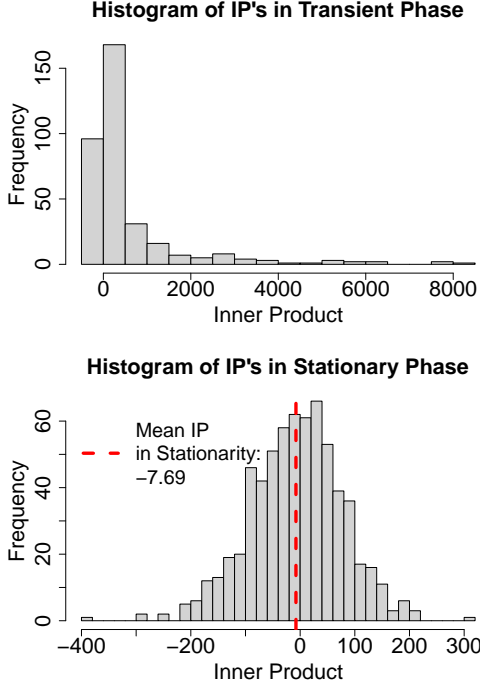 Histogram of IP's in Transient Phase
Frequency
150
100
50
0
0 2000 4000 6000 8000
Inner Product
Histogram of IP's in Stationary Phase
Frequency
60
40
20
0
Mean IP
in Stationarity:
−7.69
−400 −200 0 100 200 300
Inner Product